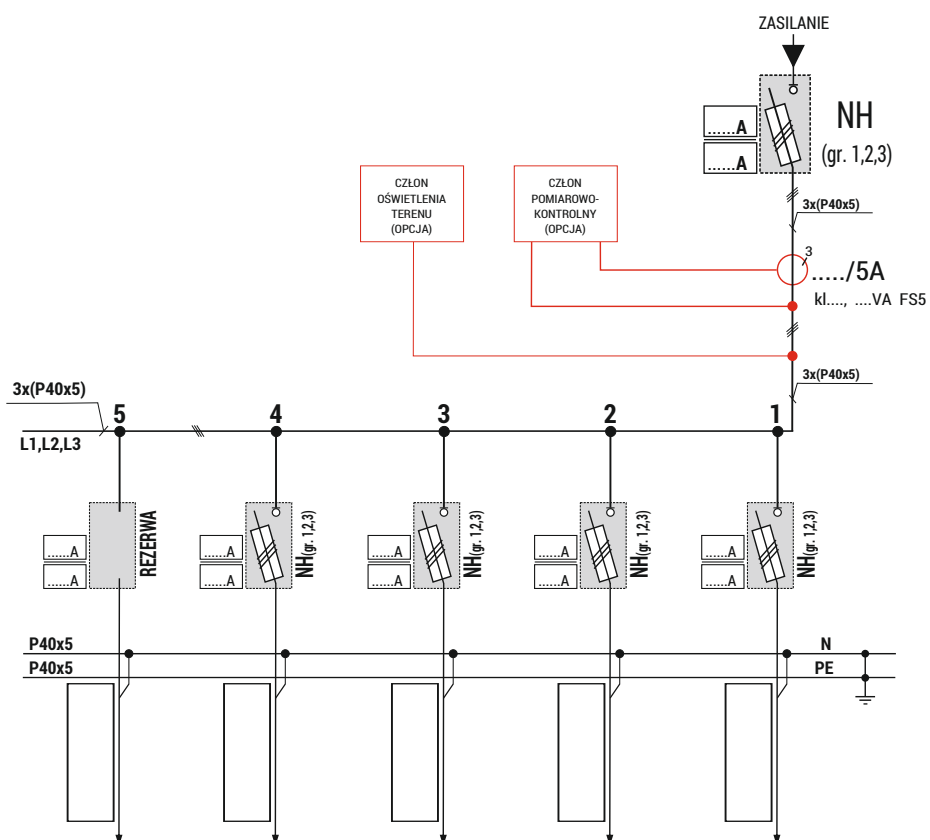 ZASILANIE
......A
......A
NH
(gr. 1,2,3)
CZŁON
OŚWIETLENIA
TERENU
(OPCJA)
CZŁON
POMIAROWO-
KONTROLNY
(OPCJA)
3x(P40x5)
3
...../5A
kl...., ....VA FS5
3x(P40x5)
3x(P40x5)
L1,L2,L3
5
4
3
2
1
......A
......A
REZERWA
......A
......A
NH(gr. 1,2,3)
......A
......A
NH(gr. 1,2,3)
......A
......A
NH(gr. 1,2,3)
......A
......A
NH(gr. 1,2,3)
P40x5
N
P40x5
PE